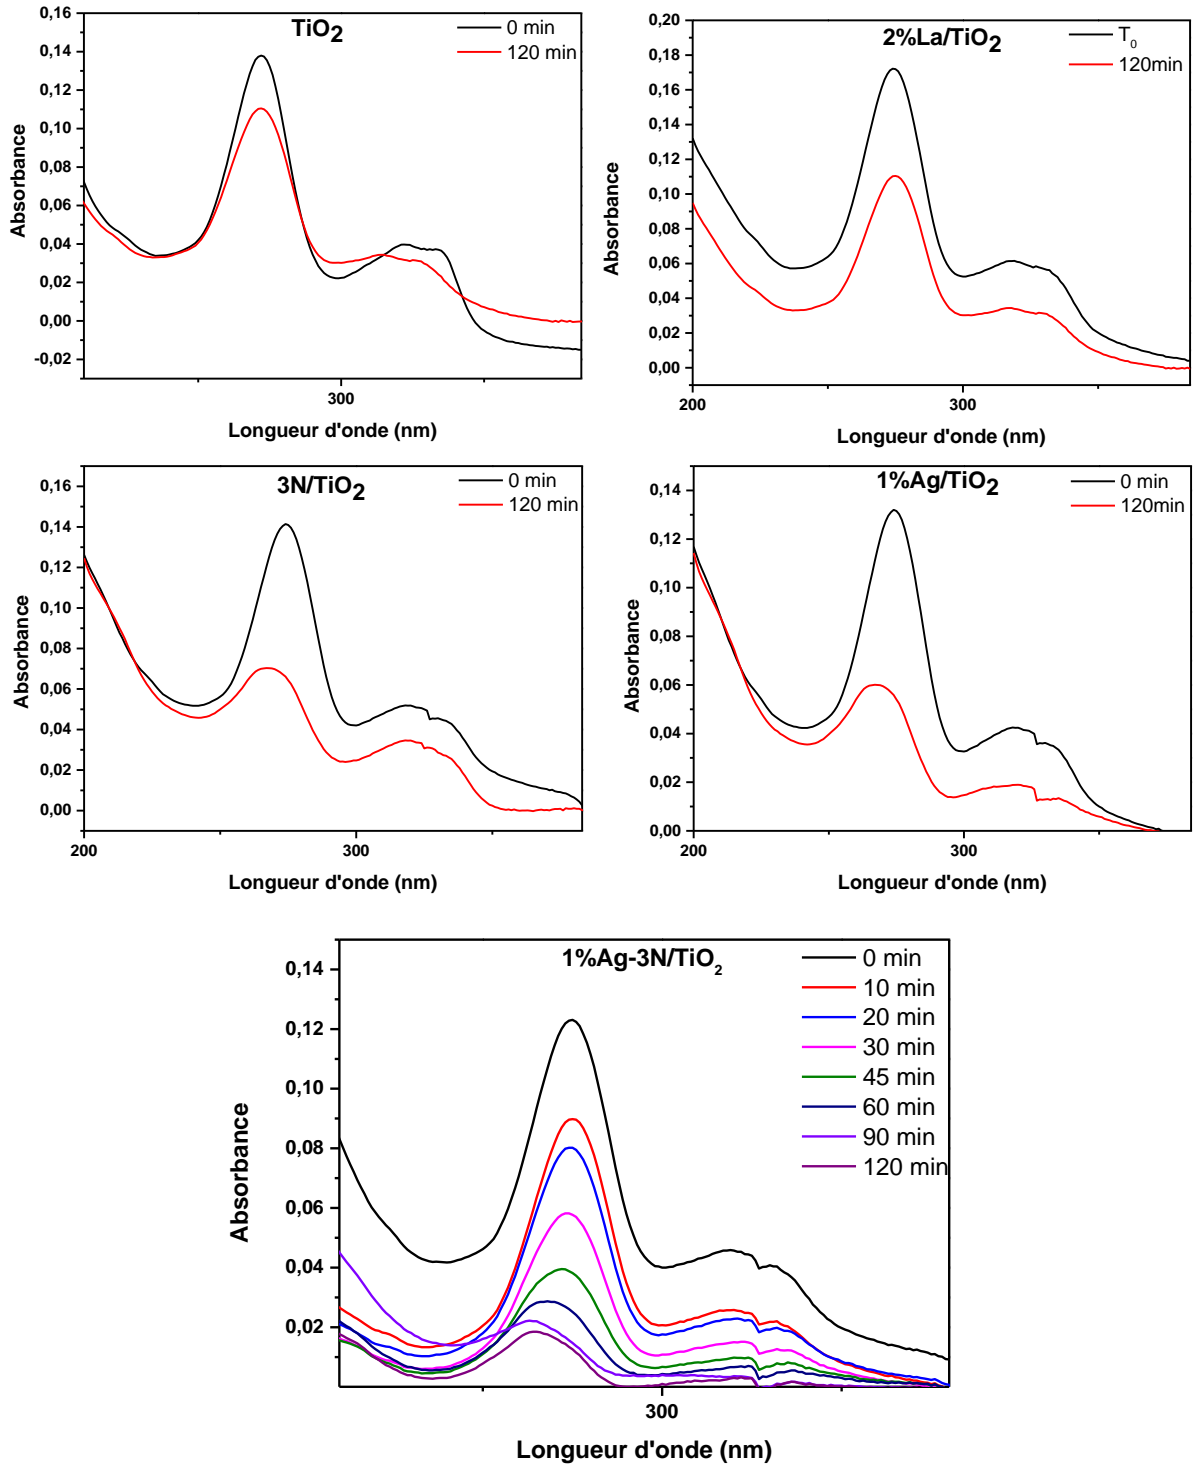 TiO2
0 min
120 min
0,16
0,14
0,12
0,10
0,08
0,06
0,04
0,02
0,00
-0,02
Absorbance
300
Longueur d'onde (nm)
2%La/TiO2
T0
120min
0,20
0,18
0,16
0,14
0,12
0,10
0,08
0,06
0,04
0,02
0,00
Absorbance
200
300
Longueur d'onde (nm)
3N/TiO2
0 min
120 min
0,16
0,14
0,12
0,10
0,08
0,06
0,04
0,02
0,00
Absorbance
200
300
Longueur d'onde (nm)
1%Ag/TiO2
0 min
120min
0,14
0,12
0,10
0,08
0,06
0,04
0,02
0,00
Absorbance
200
300
Longueur d'onde (nm)
1%Ag-3N/TiO2
0 min
10 min
20 min
30 min
45 min
60 min
90 min
120 min
0,14
0,12
0,10
0,08
0,06
0,04
0,02
Absorbance
300
Longueur d'onde (nm)